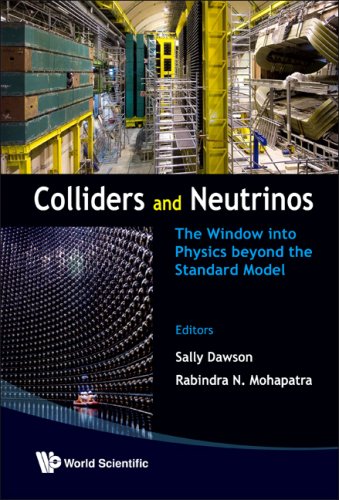 Colliders and Neutrinos
The Window into
Physics beyond the
Standard Model
Editors
Sally Dawson
Rabindra N. Mohapatra
World Scientific